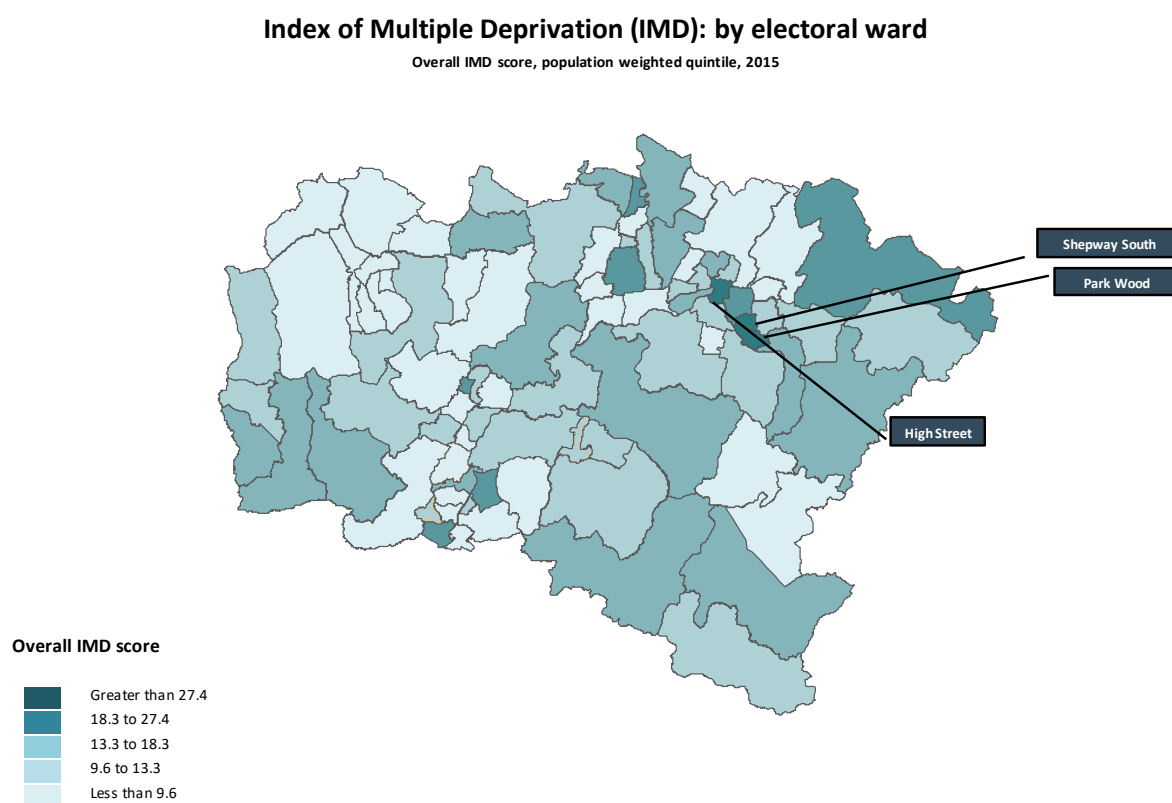 Index of Multiple Deprivation (IMD): by electoral ward
Overall IMD score, population weighted quintile, 2015
Shepway South
Park Wood
High Street
Overall IMD score
Greater than 27.4
18.3 to 27.4
13.3 to 18.3
9.6 to 13.3
Less than 9.6